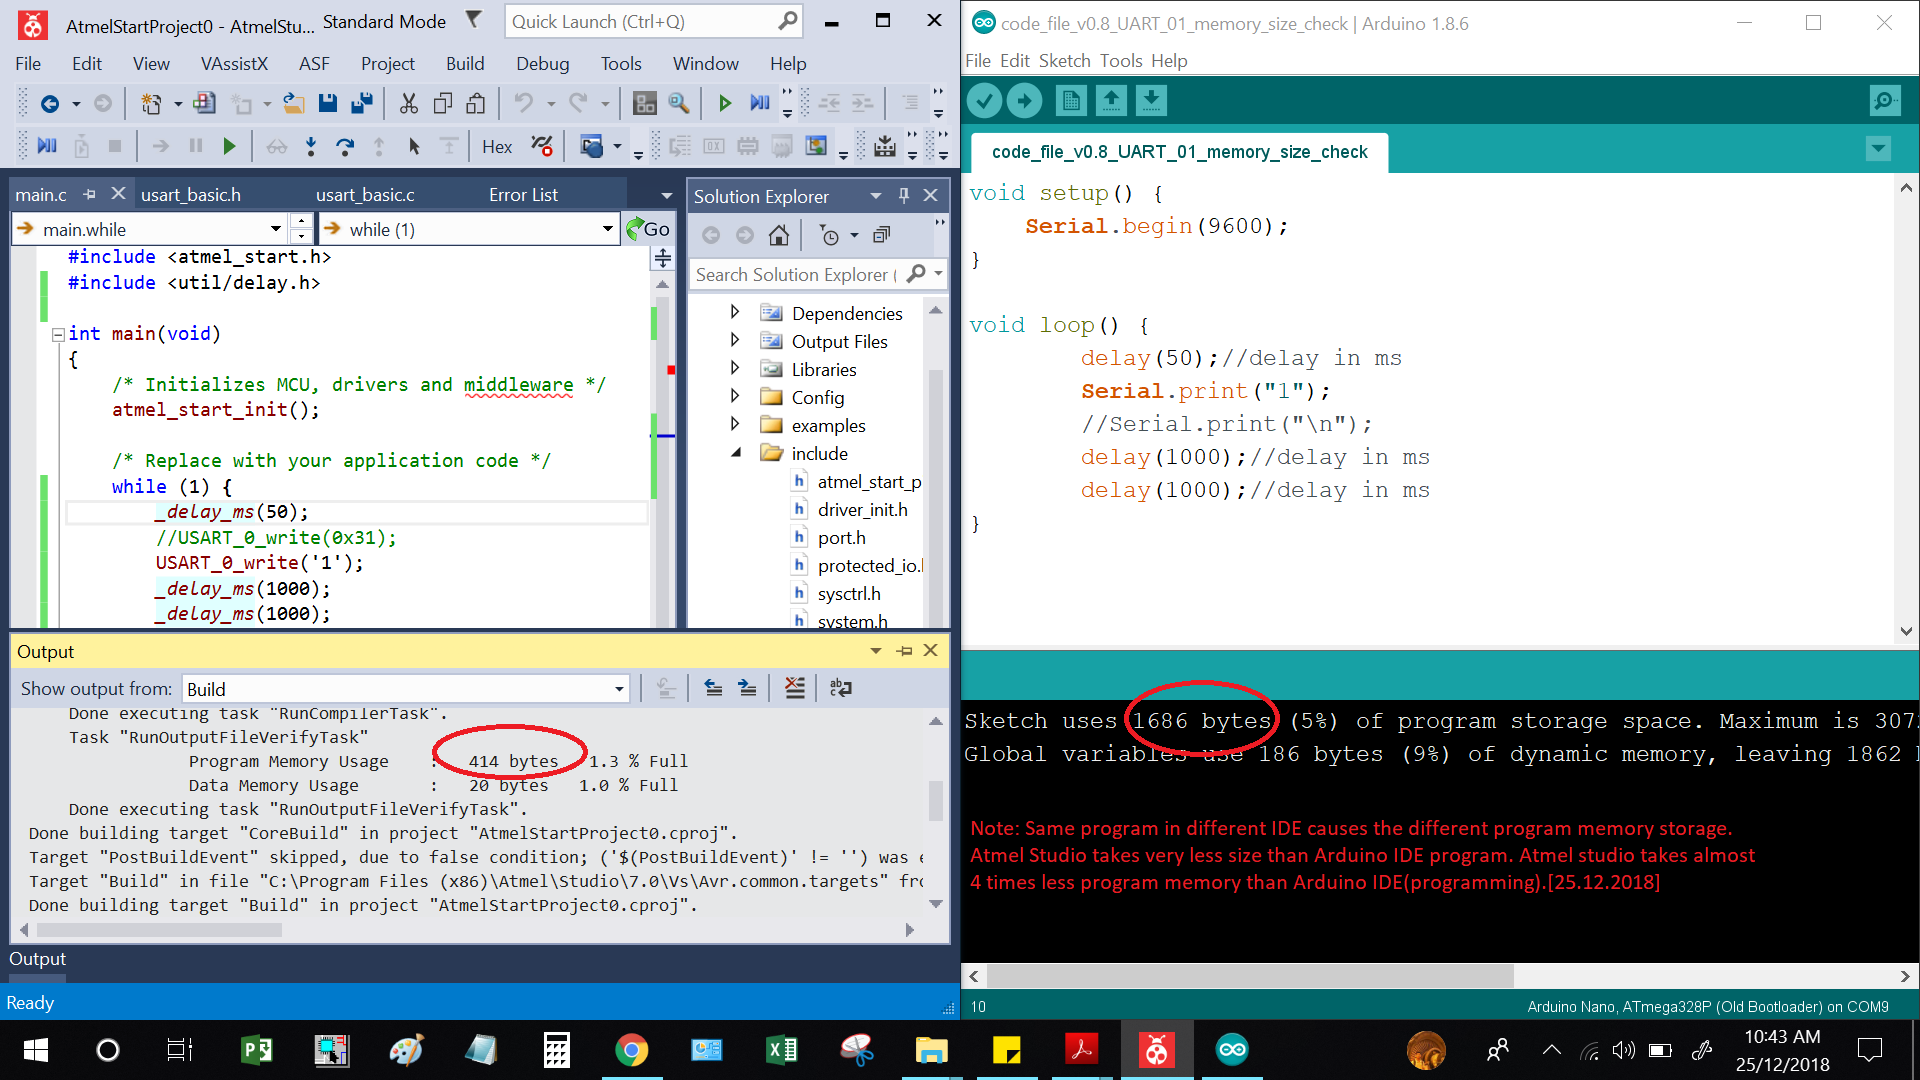 AtmelStartProject0 - AtmelStu...
Standard Mode
Quick Launch (Ctrl+Q)
File Edit View VAssistX ASF Project Build Debug Tools Window Help
Hex
main.c
usart_basic.h
usart_basic.c
Error List
main.while
while (1)
Go
#include <atmel_start.h>
#include <util/delay.h>
int main(void)
{
/* Initializes MCU, drivers and middleware */
atmel_start_init();
/* Replace with your application code */
while (1) {
_delay_ms(50);
//USART_0_write(0x31);
USART_0_write('1');
_delay_ms(1000);
_delay_ms(1000);
Solution Explorer
Search Solution Explorer (
Dependencies
Output Files
Libraries
Config
examples
include
atmel_start_p
driver_init.h
port.h
protected_io.
sysctrl.h
system.h
Output
Show output from: Build
Done executing task "RunCompilerTask".
Task "RunOutputFileVerifyTask"
Program Memory Usage : 414 bytes 1.3 % Full
Data Memory Usage : 20 bytes 1.0 % Full
Done executing task "RunOutputFileVerifyTask".
Done building target "CoreBuild" in project "AtmelStartProject0.cproj".
Target "PostBuildEvent" skipped, due to false condition; ('$(PostBuildEvent)' != '') was e
Target "Build" in file "C:\Program Files (x86)\Atmel\Studio\7.0\Vs\Avr.common.targets" fro
Done building target "Build" in project "AtmelStartProject0.cproj".
Output
Ready
code_file_v0.8_UART_01_memory_size_check | Arduino 1.8.6
File Edit Sketch Tools Help
code_file_v0.8_UART_01_memory_size_check
void setup() {
Serial.begin(9600);
}
void loop() {
delay(50);//delay in ms
Serial.print("1");
//Serial.print("\n");
delay(1000);//delay in ms
delay(1000);//delay in ms
}
Sketch uses 1686 bytes (5%) of program storage space. Maximum is 3072
Global variables use 186 bytes (9%) of dynamic memory, leaving 1862
Note: Same program in different IDE causes the different program memory storage.
Atmel Studio takes very less size than Arduino IDE program. Atmel studio takes almost
4 times less program memory than Arduino IDE(programming).[25.12.2018]
10
Arduino Nano, ATmega328P (Old Bootloader) on COM9
10:43 AM
25/12/2018